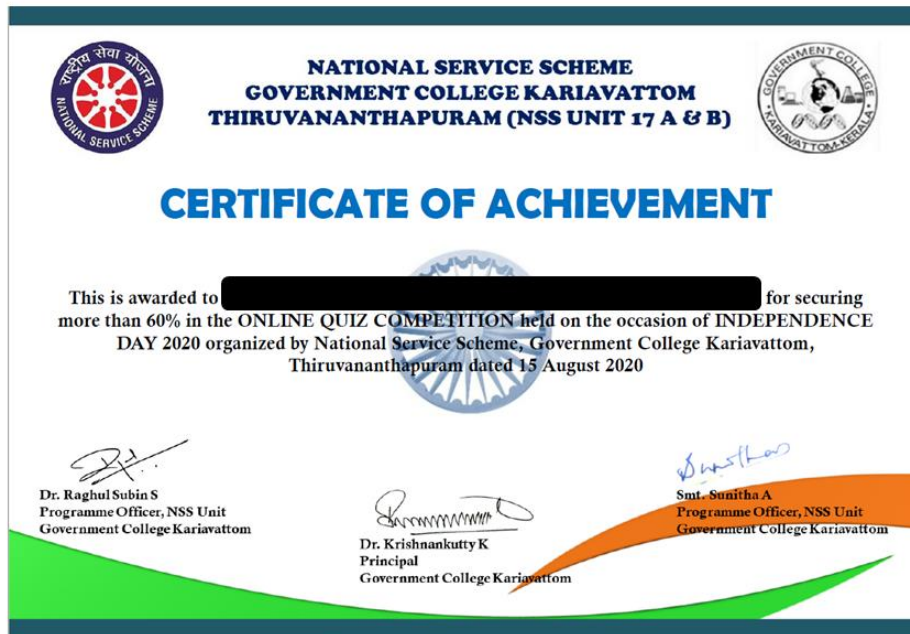 राष्ट्रीय सेवा योजना
NATIONAL SERVICE SCHEME
NATIONAL SERVICE SCHEME
GOVERNMENT COLLEGE KARIAVATTOM
THIRUVANANTHAPURAM (NSS UNIT 17 A & B)
GOVERNMENT COLLEGE
KARIAVATTOM-KERALA
CERTIFICATE OF ACHIEVEMENT
This is awarded to for securing
more than 60% in the ONLINE QUIZ COMPETITION held on the occasion of INDEPENDENCE
DAY 2020 organized by National Service Scheme, Government College Kariavattom,
Thiruvananthapuram dated 15 August 2020
Dr. Raghul Subin S
Programme Officer, NSS Unit
Government College Kariavattom
Dr. Krishnankutty K
Principal
Government College Kariavattom
Smt. Sunitha A
Programme Officer, NSS Unit
Government College Kariavattom